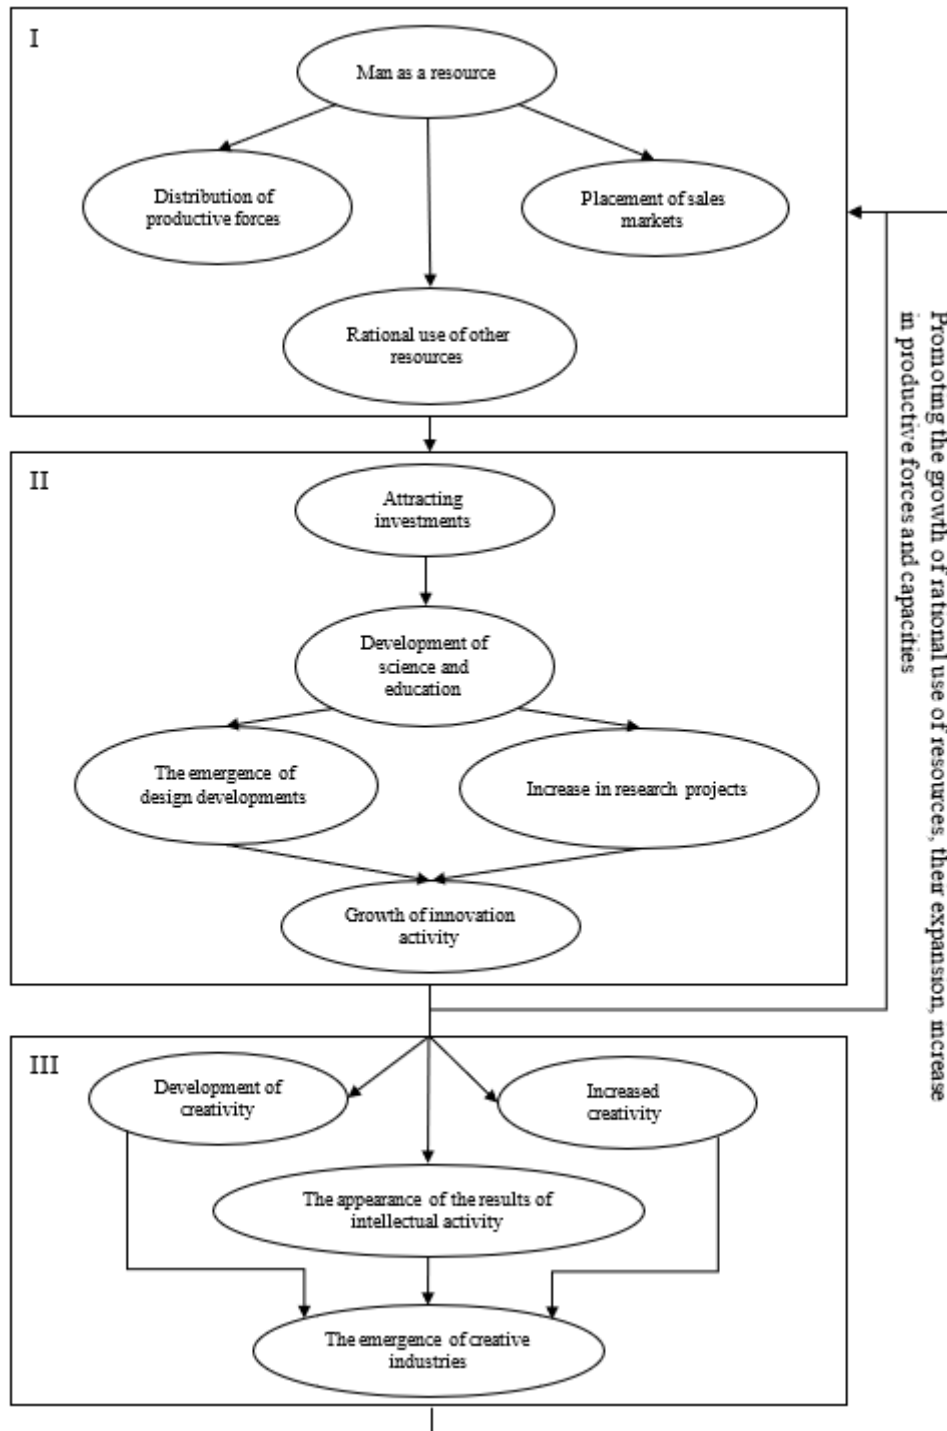 I
Man as a resource
Distribution of
productive forces
Placement of sales
markets
Rational use of other
resources
Promoting the growth of rational use of resources, their expansion, increase
in productive forces and capacities
II
Attracting
investments
Development of
science and
education
The emergence of
design developments
Increase in research projects
Growth of innovation
activity
III
Development of
creativity
Increased
creativity
The appearance of the results of
intellectual activity
The emergence of creative
industries